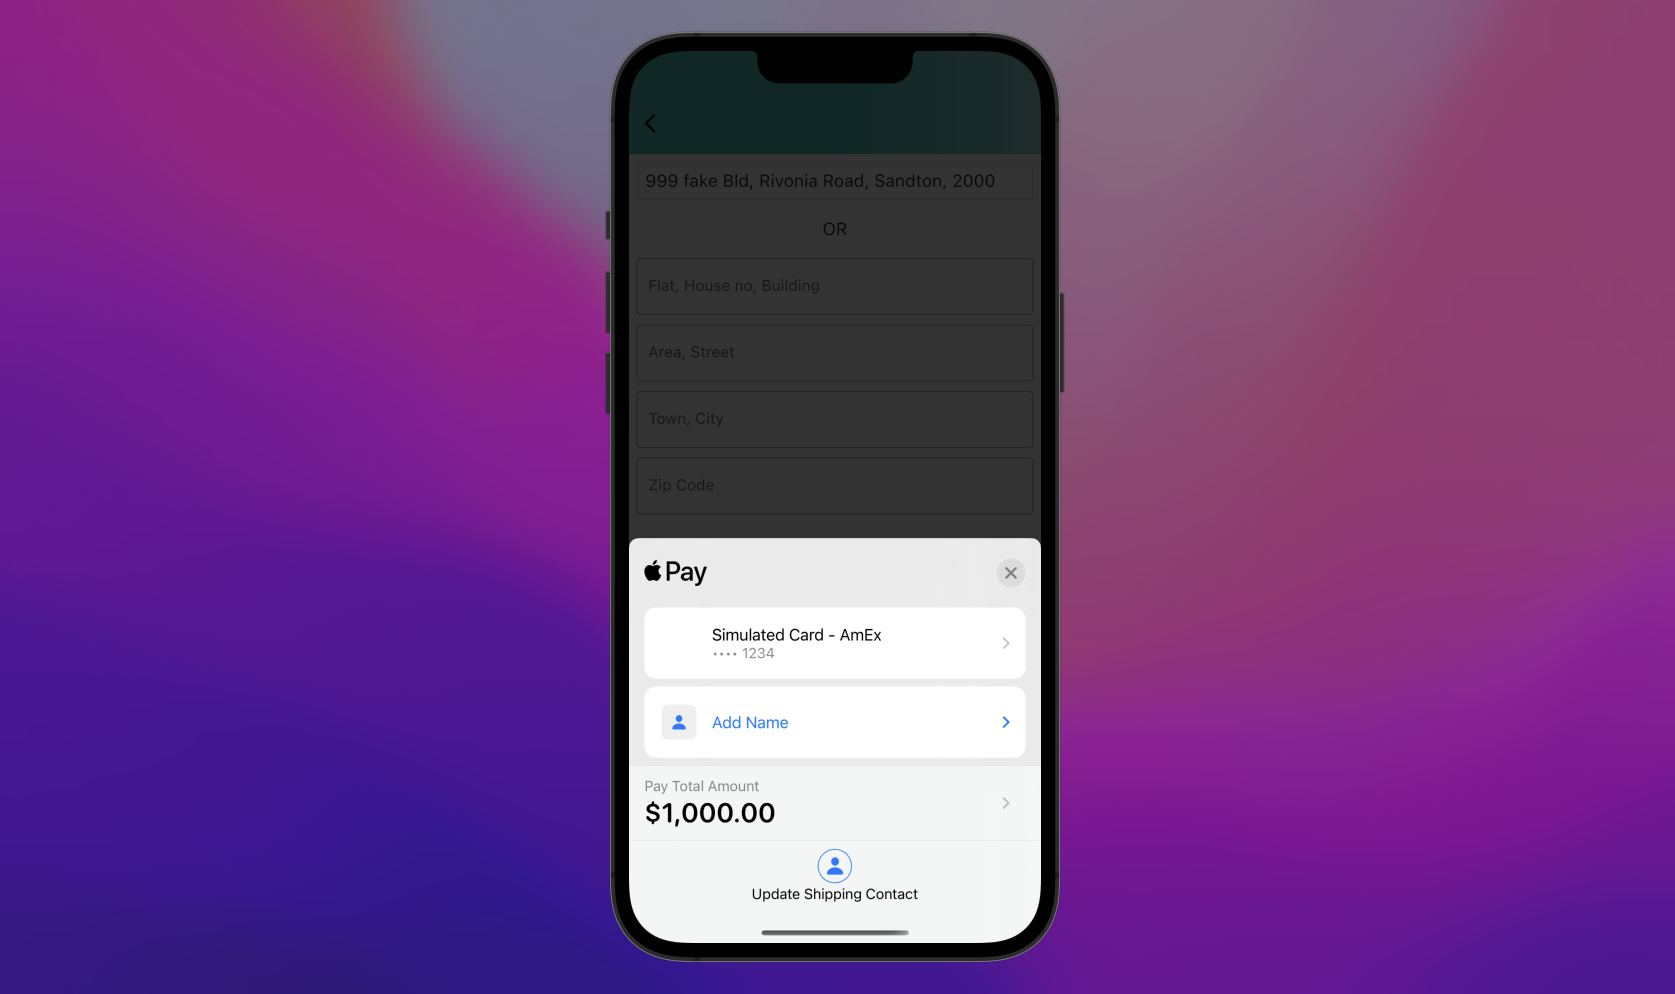 999 fake Bld, Rivonia Road, Sandton, 2000
OR
Flat, House no, Building
Area, Street
Town, City
Zip Code
Pay
Simulated Card - AmEx
•••• 1234
Add Name
Pay Total Amount
$1,000.00
Update Shipping Contact